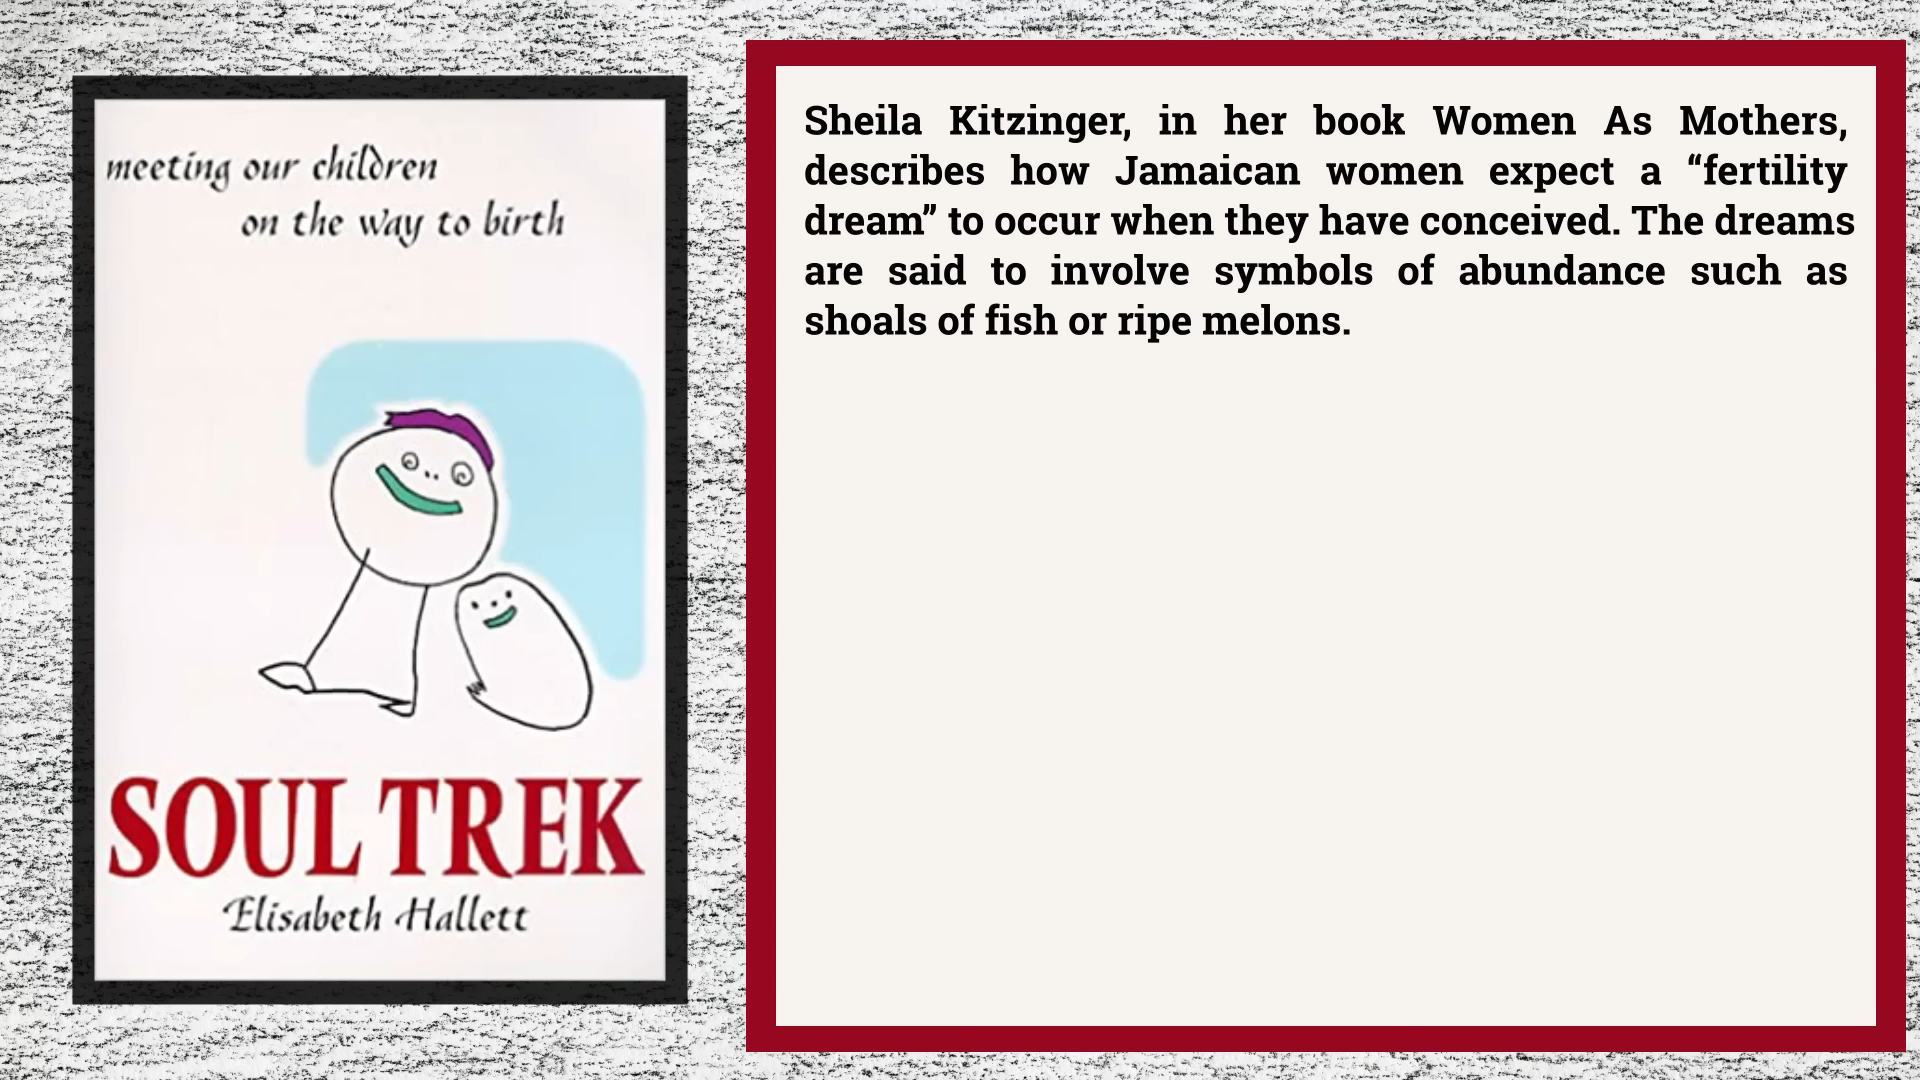 meeting our children
on the way to birth
SOUL TREK
Elisabeth Hallett
Sheila Kitzinger, in her book Women As Mothers,
describes how Jamaican women expect a “fertility
dream” to occur when they have conceived. The dreams
are said to involve symbols of abundance such as
shoals of fish or ripe melons.